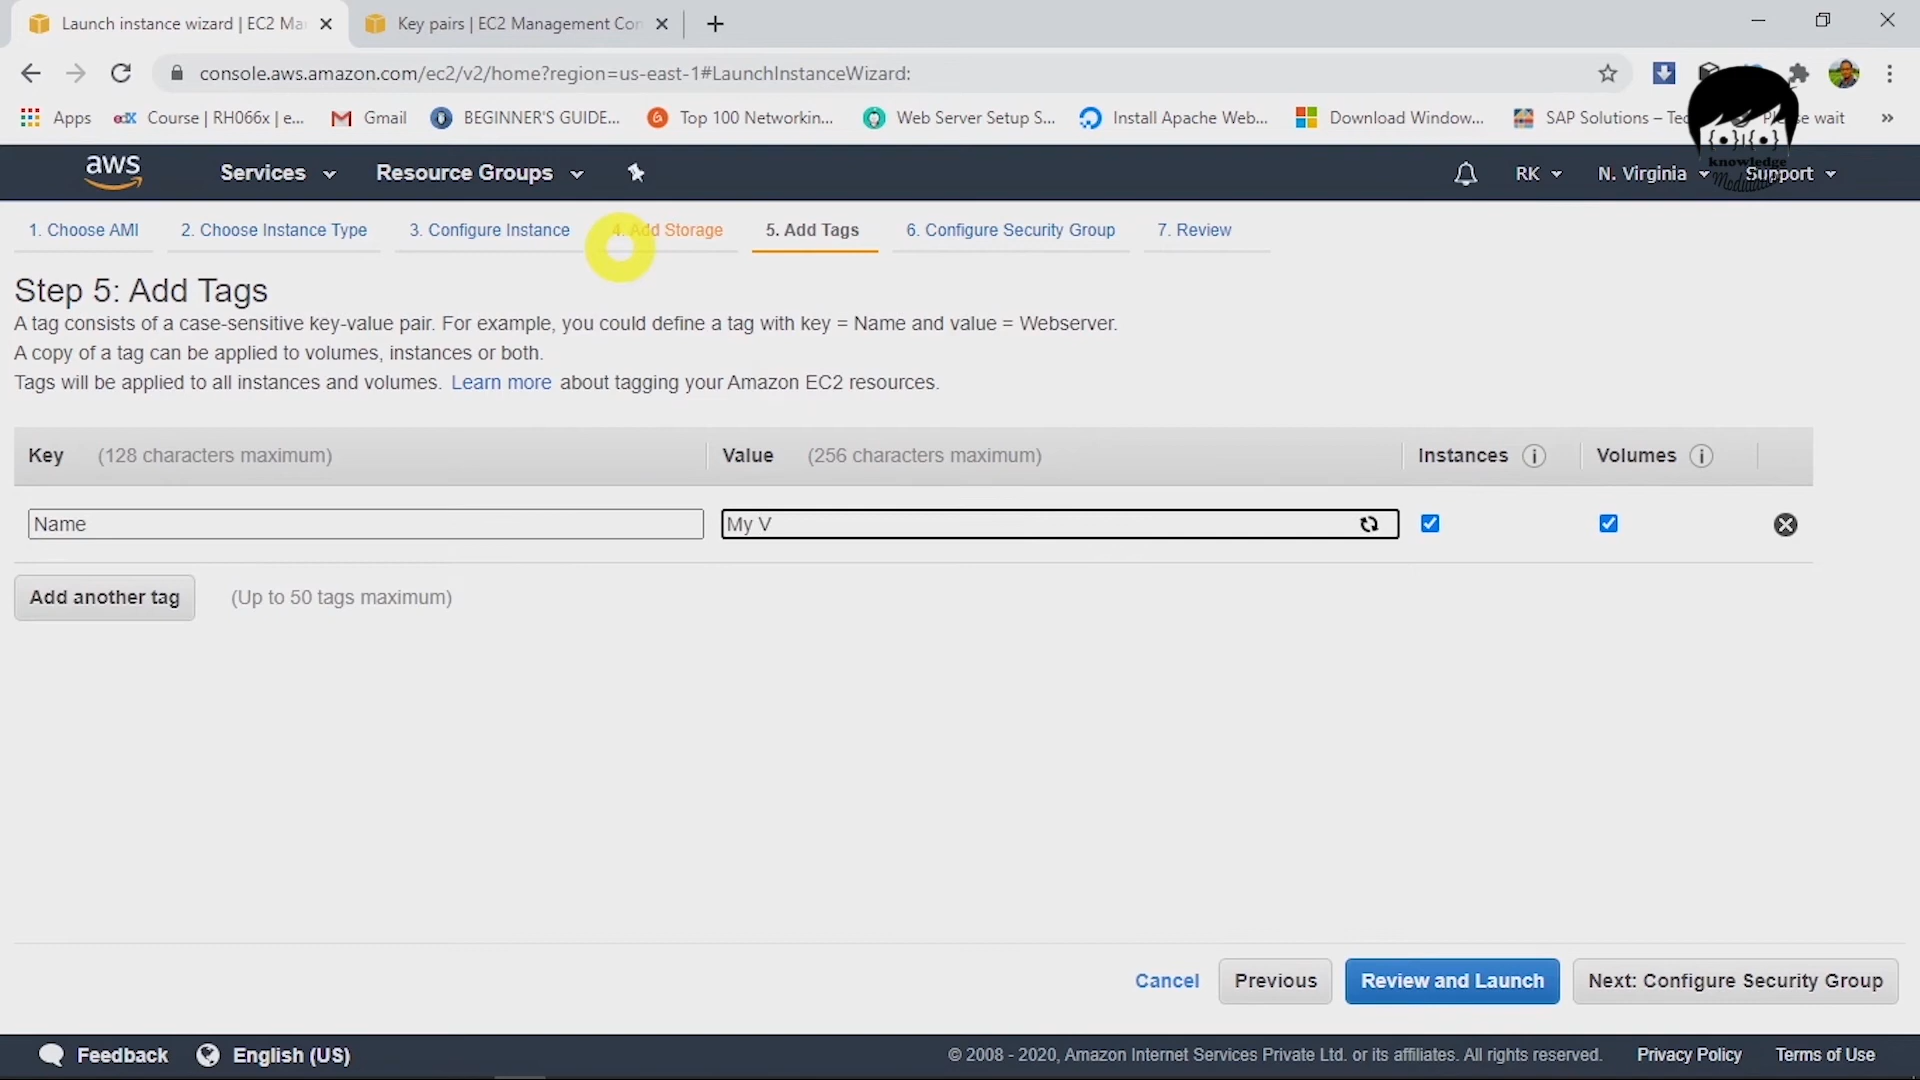 Launch instance wizard | EC2 Ma
Key pairs | EC2 Management Con
console.aws.amazon.com/ec2/v2/home?region=us-east-1#LaunchInstanceWizard:
Apps
edX Course | RH066x | e...
Gmail
BEGINNER'S GUIDE...
Top 100 Networkin...
Web Server Setup S...
Install Apache Web...
Download Window...
SAP Solutions – Tec
Please wait
»
{•}|{•}
knowledge
aws
Services
Resource Groups
RK
N. Virginia
Support
1. Choose AMI
2. Choose Instance Type
3. Configure Instance
4. Add Storage
5. Add Tags
6. Configure Security Group
7. Review
Step 5: Add Tags
A tag consists of a case-sensitive key-value pair. For example, you could define a tag with key = Name and value = Webserver.
A copy of a tag can be applied to volumes, instances or both.
Tags will be applied to all instances and volumes. Learn more about tagging your Amazon EC2 resources.
Key (128 characters maximum)
Value (256 characters maximum)
Instances i
Volumes i
Name
My V
Add another tag
(Up to 50 tags maximum)
Cancel
Previous
Review and Launch
Next: Configure Security Group
Feedback
English (US)
© 2008 - 2020, Amazon Internet Services Private Ltd. or its affiliates. All rights reserved.
Privacy Policy
Terms of Use